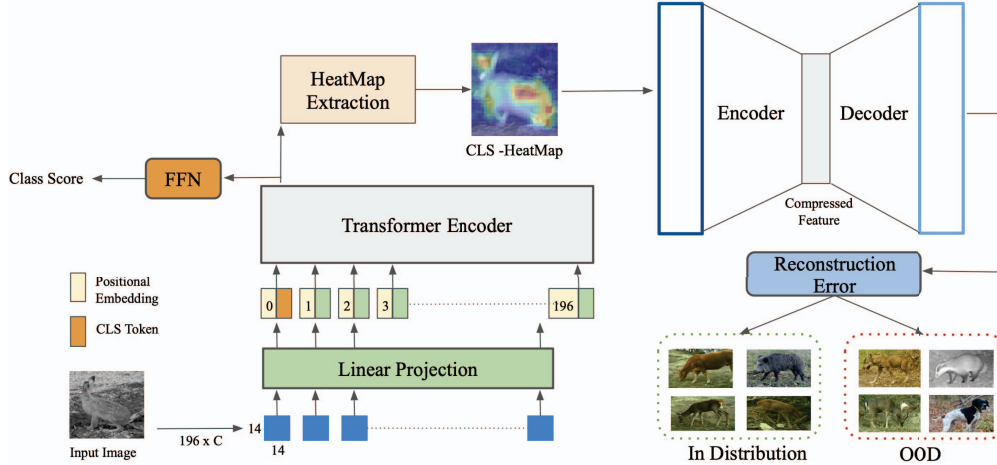 HeatMap
Extraction
CLS -HeatMap
Encoder
Decoder
Compressed
Feature
Class Score
FFN
Transformer Encoder
Positional
Embedding
CLS Token
0
1
2
3
196
Linear Projection
Input Image
196 x C
14
14
Reconstruction
Error
In Distribution
OOD